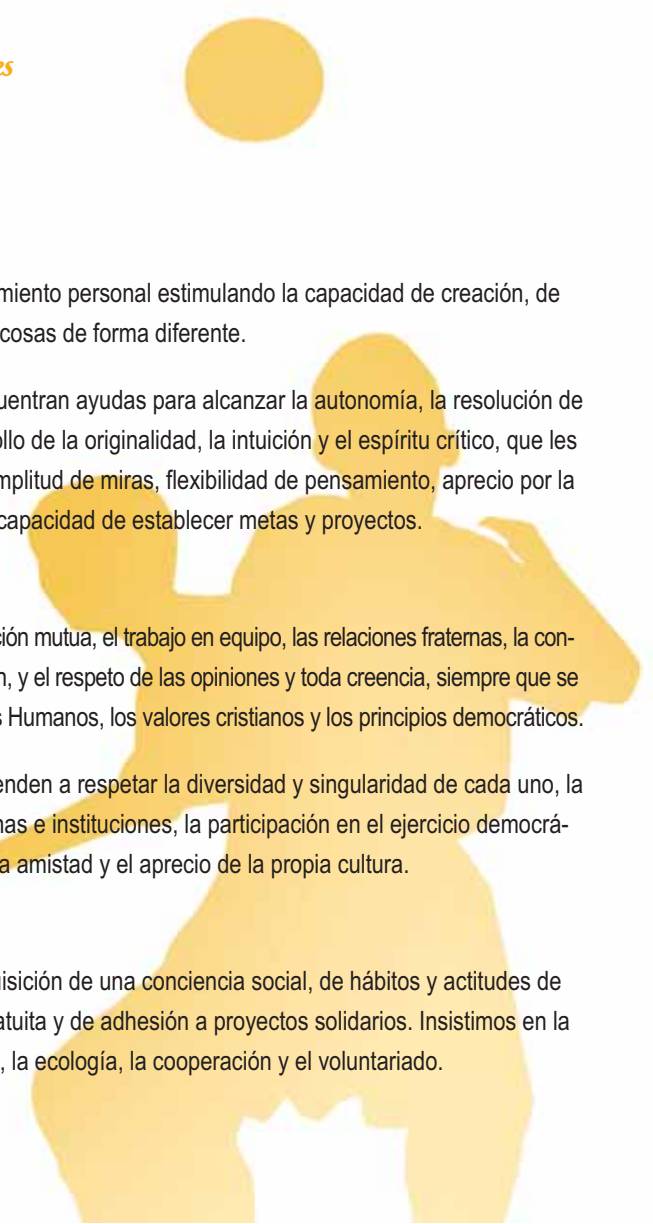 es
miento personal estimulando la capacidad de creación, de
cosas de forma diferente.
uentran ayudas para alcanzar la autonomía, la resolución de
ollo de la originalidad, la intuición y el espíritu crítico, que les
mplitud de miras, flexibilidad de pensamiento, aprecio por la
capacidad de establecer metas y proyectos.
ción mutua, el trabajo en equipo, las relaciones fraternas, la con-
n, y el respeto de las opiniones y toda creencia, siempre que se
s Humanos, los valores cristianos y los principios democráticos.
enden a respetar la diversidad y singularidad de cada uno, la
nas e instituciones, la participación en el ejercicio democrá-
a amistad y el aprecio de la propia cultura.
uisición de una conciencia social, de hábitos y actitudes de
atuita y de adhesión a proyectos solidarios. Insistimos en la
, la ecología, la cooperación y el voluntariado.